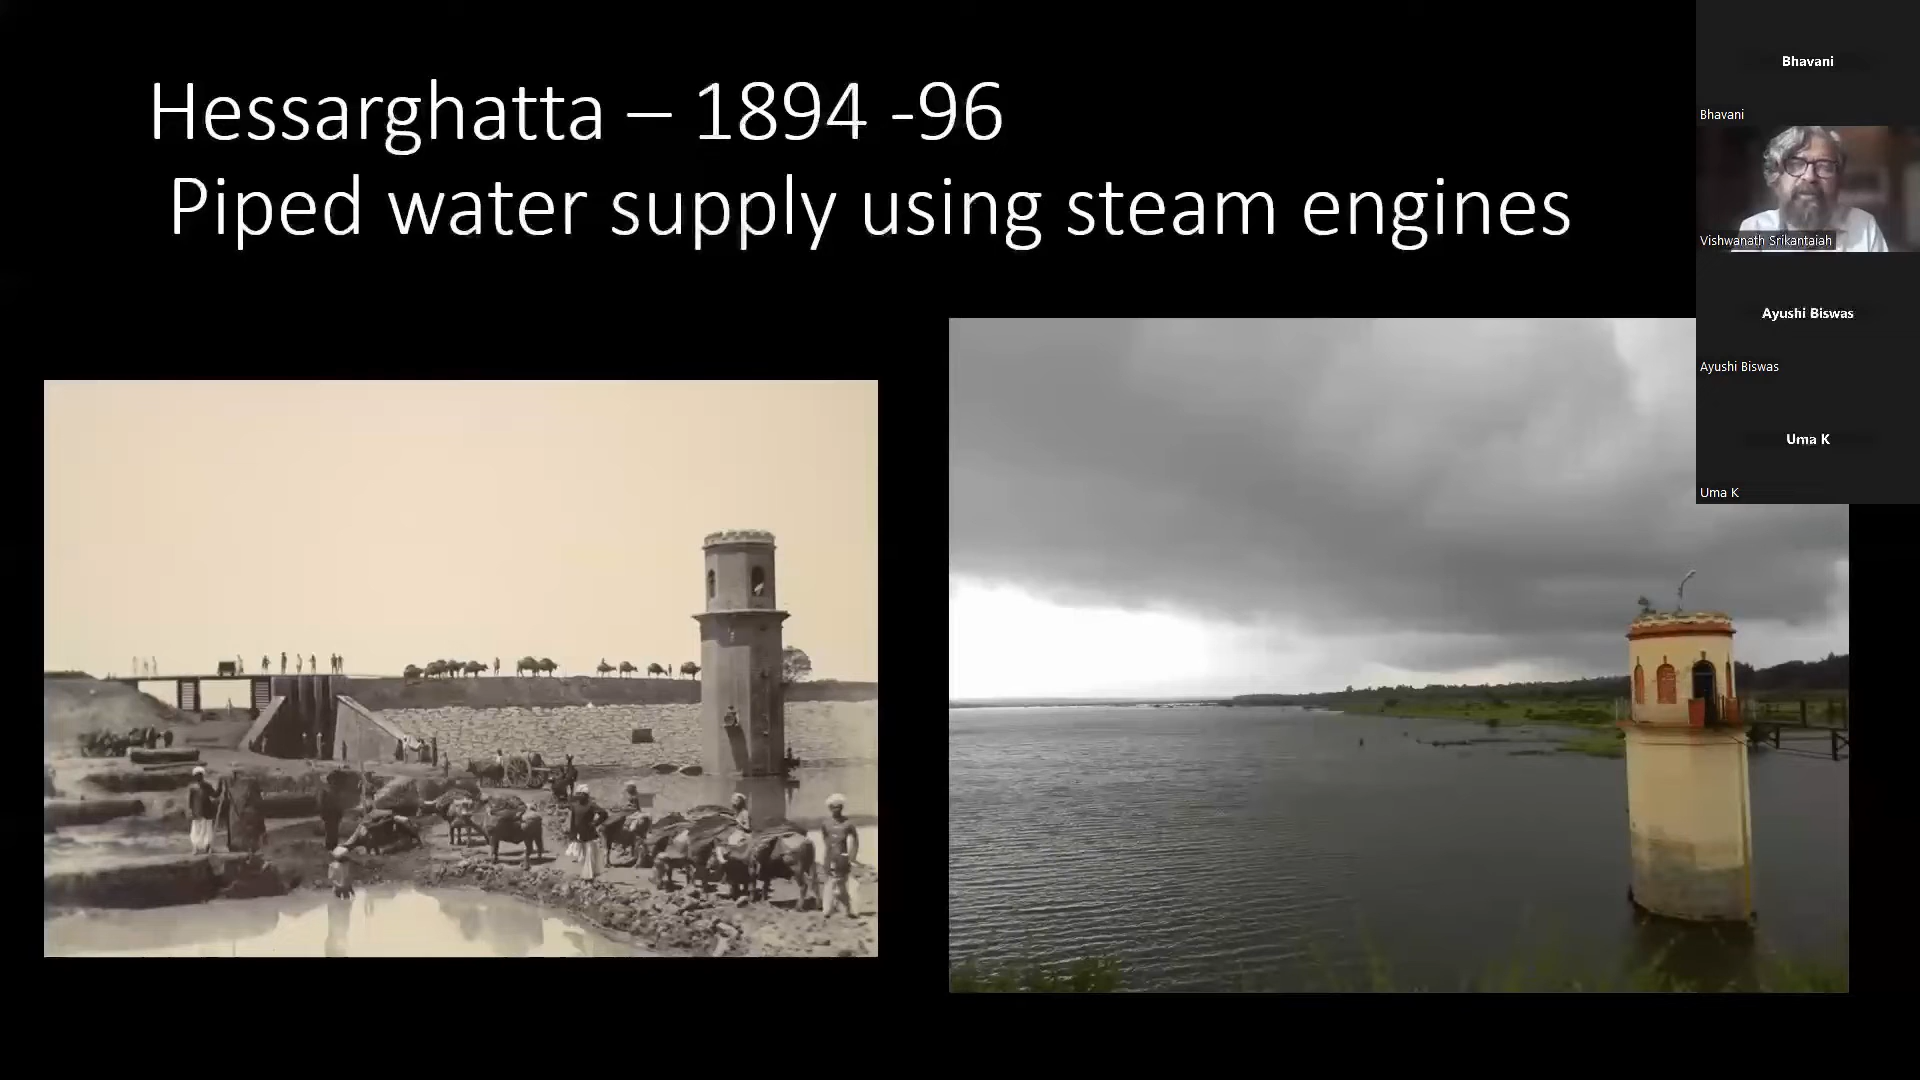 Hessarghatta – 1894 -96
Piped water supply using steam engines
Bhavani
Bhavani
Vishwanath Srikantaiah
Ayushi Biswas
Ayushi Biswas
Uma K
Uma K